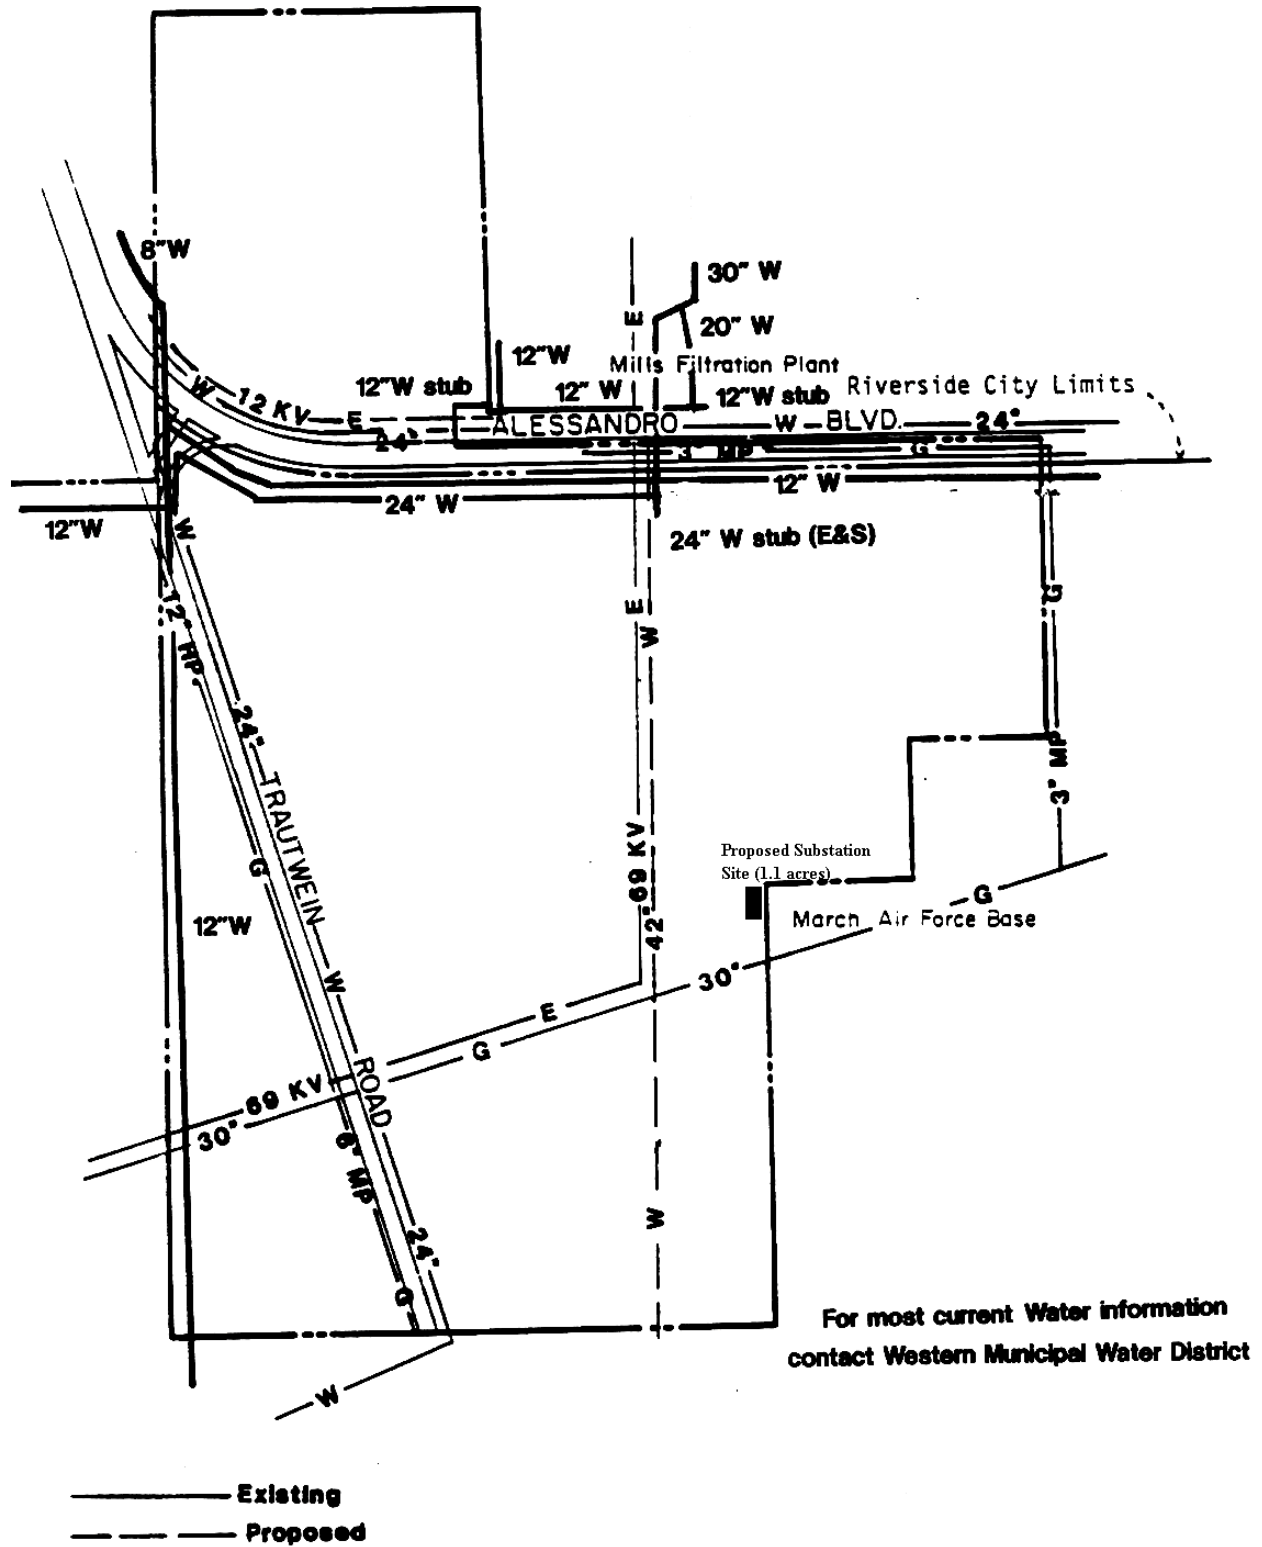 8"W
30" W
E
20" W
12"W
Mills Filtration Plant
12"W stub
12" W
12"W stub
Riverside City Limits
W
12 KV
E
ALESSANDRO
W
BLVD.
24"
24"
3" MP
G
12" W
24" W
12"W
W
24" W stub (E&S)
12" HP
G
E
W
24"
TRAUTWEIN
3" MP
69 KV
G
Proposed Substation
Site (1.1 acres)
12"W
42"
G
March Air Force Base
W
30"
E
G
ROAD
69 KV
30"
6" MP
W
24"
G
For most current Water information
contact Western Municipal Water District
W
Existing
Proposed